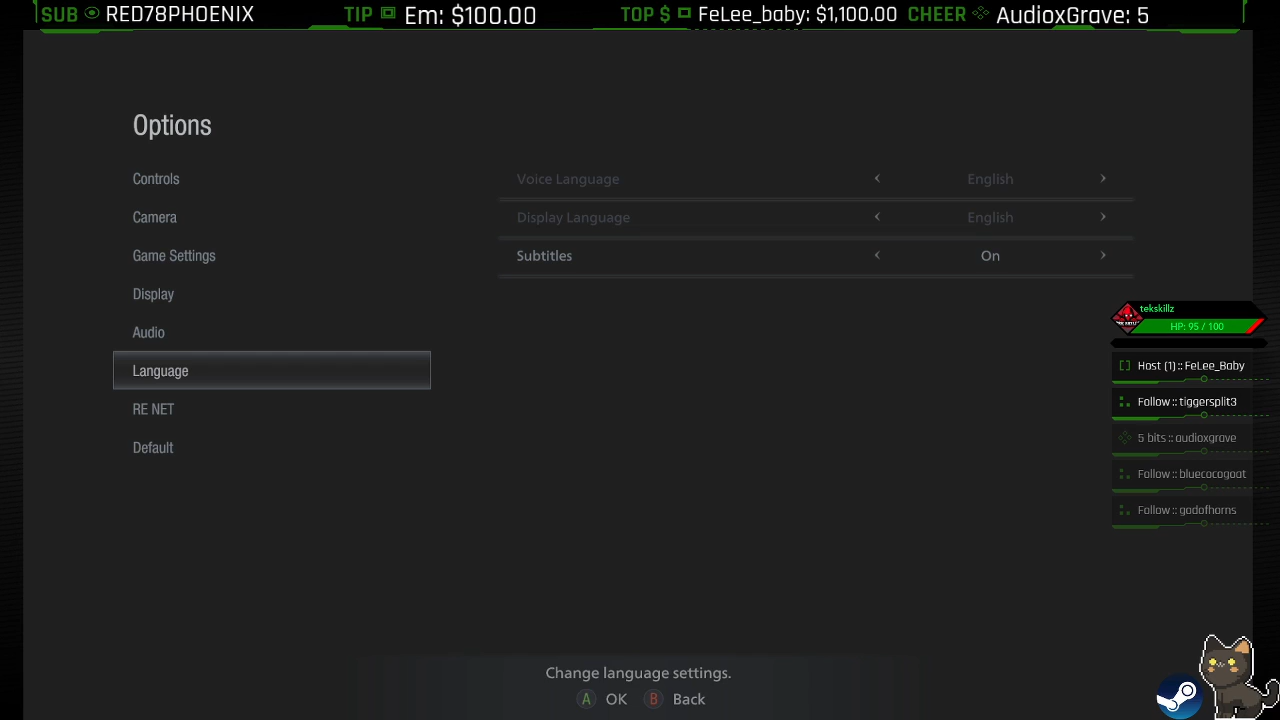 SUB RED78PHOENIX TIP Em: $100.00 TOP $ FeLee_baby: $1,100.00 CHEER AudioxGrave: 5
Options
Controls
Camera
Game Settings
Display
Audio
Language
RE NET
Default
Voice Language English
Display Language English
Subtitles On
tekskillz
HP: 95 / 100
Host (1) :: FeLee_Baby
Follow :: tiggersplit3
5 bits :: audioxgrave
Follow :: bluecocogoat
Follow :: godofhorns
Change language settings.
A OK B Back